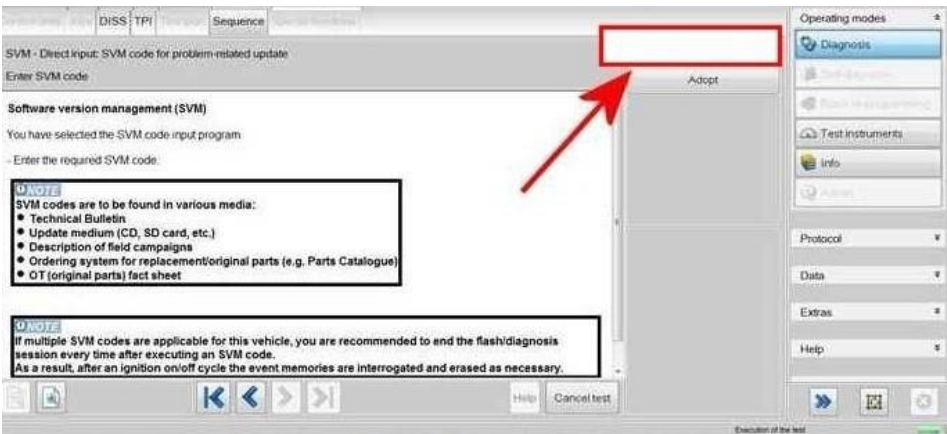 DISS TPI Sequence
Operating modes
SVM - Direct input: SVM code for problem-related update
Diagnosis
Enter SVM code
Adopt
Software version management (SVM)
You have selected the SVM code input program
Test instruments
- Enter the required SVM code.
Info
NOTE
SVM codes are to be found in various media:
Technical Bulletin
Update medium (CD, SD card, etc.)
Protocol
Description of field campaigns
Ordering system for replacement/original parts (e.g. Parts Catalogue)
OT (original parts) fact sheet
Data
Extras
NOTE
If multiple SVM codes are applicable for this vehicle, you are recommended to end the flash/diagnosis
session every time after executing an SVM code.
Help
As a result, after an ignition on/off cycle the event memories are interrogated and erased as necessary.
Help Cancel test
Execution of the test